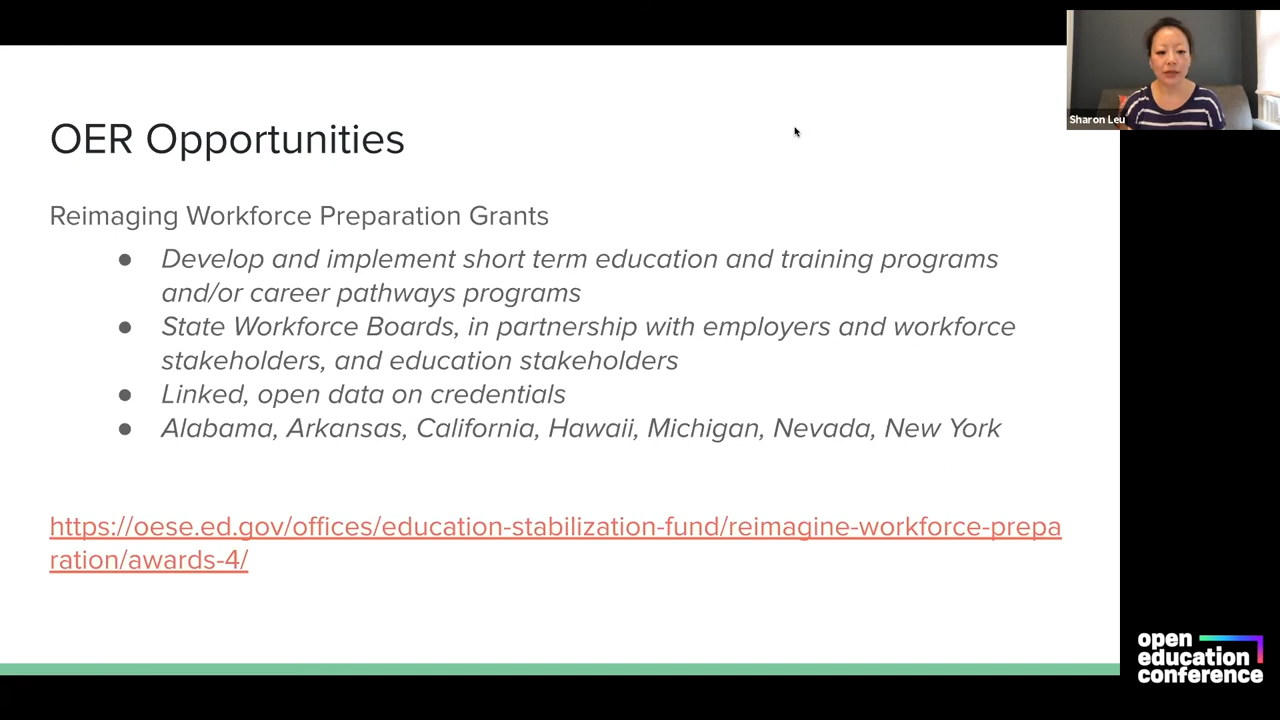 OER Opportunities
Reimaging Workforce Preparation Grants
● Develop and implement short term education and training programs
and/or career pathways programs
● State Workforce Boards, in partnership with employers and workforce
stakeholders, and education stakeholders
● Linked, open data on credentials
● Alabama, Arkansas, California, Hawaii, Michigan, Nevada, New York
https://oese.ed.gov/offices/education-stabilization-fund/reimagine-workforce-prepa
ration/awards-4/
Sharon Leu
open
education
conference